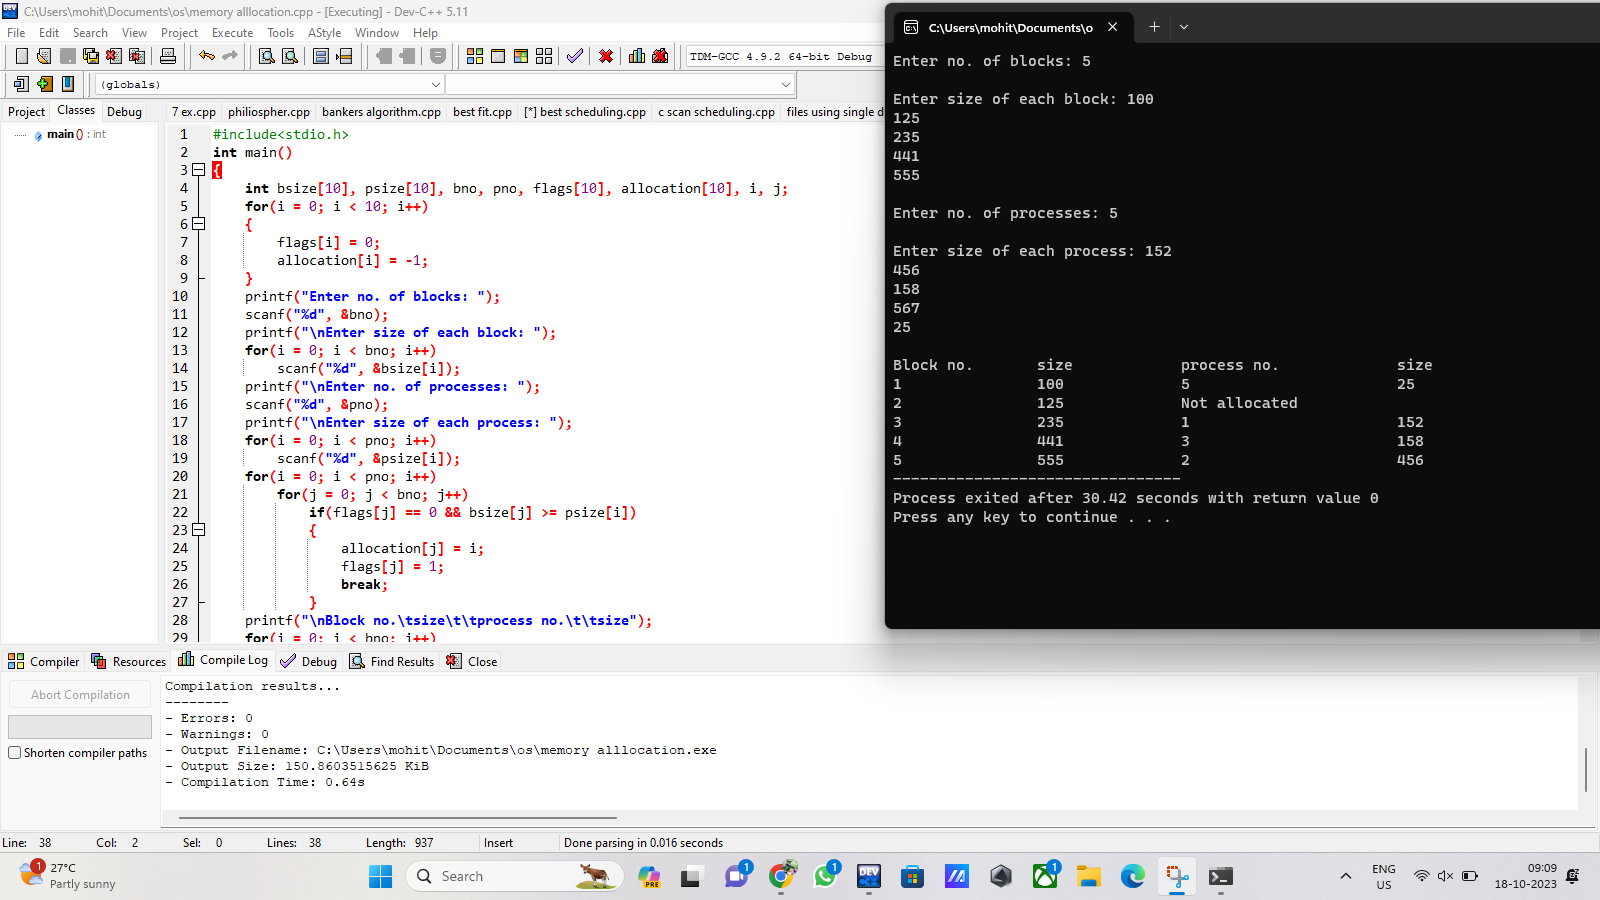 C:\Users\mohit\Documents\os\memory alllocation.cpp - [Executing] - Dev-C++ 5.11
File Edit Search View Project Execute Tools AStyle Window Help
TDM-GCC 4.9.2 64-bit Debug
(globals)
Project Classes Debug
7 ex.cpp philiospher.cpp bankers algorithm.cpp best fit.cpp [*] best scheduling.cpp c scan scheduling.cpp files using single d
main () : int
1 #include<stdio.h>
2 int main()
3 {
4 int bsize[10], psize[10], bno, pno, flags[10], allocation[10], i, j;
5 for(i = 0; i < 10; i++)
6 {
7 flags[i] = 0;
8 allocation[i] = -1;
9 }
10 printf("Enter no. of blocks: ");
11 scanf("%d", &bno);
12 printf("\nEnter size of each block: ");
13 for(i = 0; i < bno; i++)
14 scanf("%d", &bsize[i]);
15 printf("\nEnter no. of processes: ");
16 scanf("%d", &pno);
17 printf("\nEnter size of each process: ");
18 for(i = 0; i < pno; i++)
19 scanf("%d", &psize[i]);
20 for(i = 0; i < pno; i++)
21 for(j = 0; j < bno; j++)
22 if(flags[j] == 0 && bsize[j] >= psize[i])
23 {
24 allocation[j] = i;
25 flags[j] = 1;
26 break;
27 }
28 printf("\nBlock no.\tsize\t\tprocess no.\t\tsize");
29 for(i = 0; i < bno; i++)
C:\Users\mohit\Documents\o
Enter no. of blocks: 5
Enter size of each block: 100
125
235
441
555
Enter no. of processes: 5
Enter size of each process: 152
456
158
567
25
Block no. size process no. size
1 100 5 25
2 125 Not allocated
3 235 1 152
4 441 3 158
5 555 2 456
--------------------------------
Process exited after 30.42 seconds with return value 0
Press any key to continue . . .
Compiler Resources Compile Log Debug Find Results Close
Abort Compilation
Shorten compiler paths
Compilation results...
--------
- Errors: 0
- Warnings: 0
- Output Filename: C:\Users\mohit\Documents\os\memory alllocation.exe
- Output Size: 150.8603515625 KiB
- Compilation Time: 0.64s
Line: 38 Col: 2 Sel: 0 Lines: 38 Length: 937 Insert Done parsing in 0.016 seconds
1 27°C
Partly sunny
Search
PRE
1
1
DEV
1
ENG
US
09:09
18-10-2023